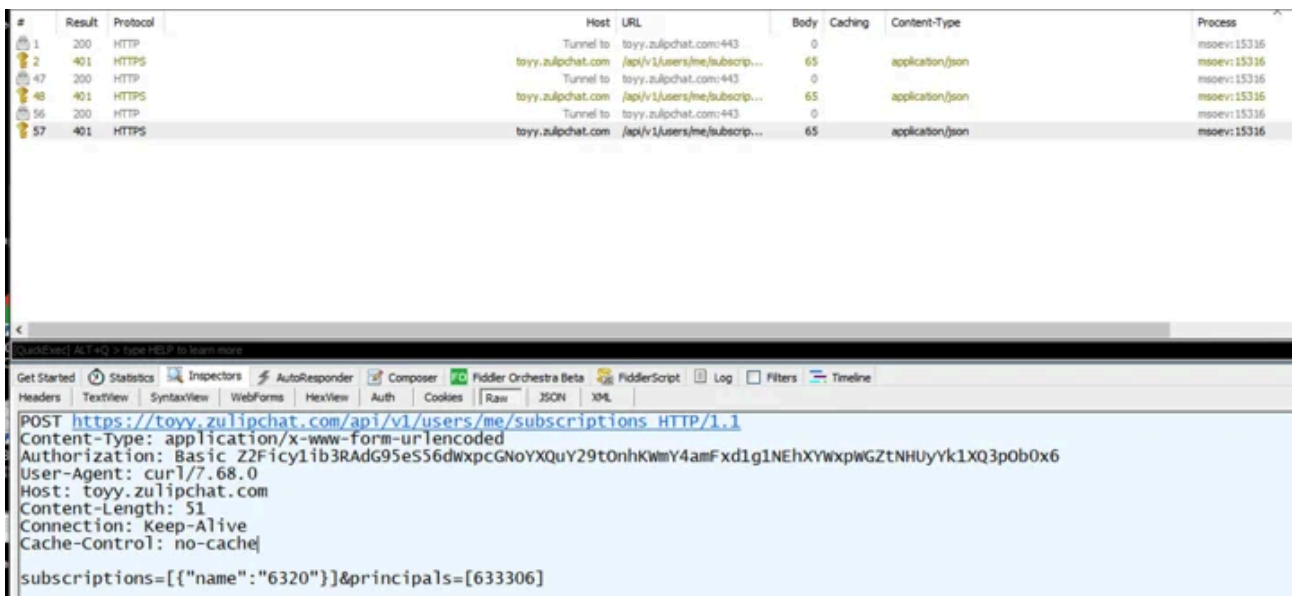 # Result Protocol Host URL Body Caching Content-Type Process
1 200 HTTP Tunnel to toyy.zulipchat.com:443 0 msoev:15316
2 401 HTTPS toyy.zulipchat.com /api/v1/users/me/subscrip... 65 application/json msoev:15316
47 200 HTTP Tunnel to toyy.zulipchat.com:443 0 msoev:15316
48 401 HTTPS toyy.zulipchat.com /api/v1/users/me/subscrip... 65 application/json msoev:15316
56 200 HTTP Tunnel to toyy.zulipchat.com:443 0 msoev:15316
57 401 HTTPS toyy.zulipchat.com /api/v1/users/me/subscrip... 65 application/json msoev:15316
[QuickExec] ALT+Q > type HELP to learn more
Get Started Statistics Inspectors AutoResponder Composer FO Fiddler Orchestra Beta FiddlerScript Log Filters Timeline
Headers TextView SyntaxView WebForms HexView Auth Cookies Raw JSON XML
POST https://toyy.zulipchat.com/api/v1/users/me/subscriptions HTTP/1.1
Content-Type: application/x-www-form-urlencoded
Authorization: Basic Z2Ficy1ib3RAdG95eS56dWxpcGNoYXQuY29tOnhKWmY4amFxd1g1NEhXYWxpWGZtNHUyYk1XQ3pOb0x6
User-Agent: curl/7.68.0
Host: toyy.zulipchat.com
Content-Length: 51
Connection: Keep-Alive
Cache-Control: no-cache
subscriptions=[{"name":"6320"}]&principals=[633306]